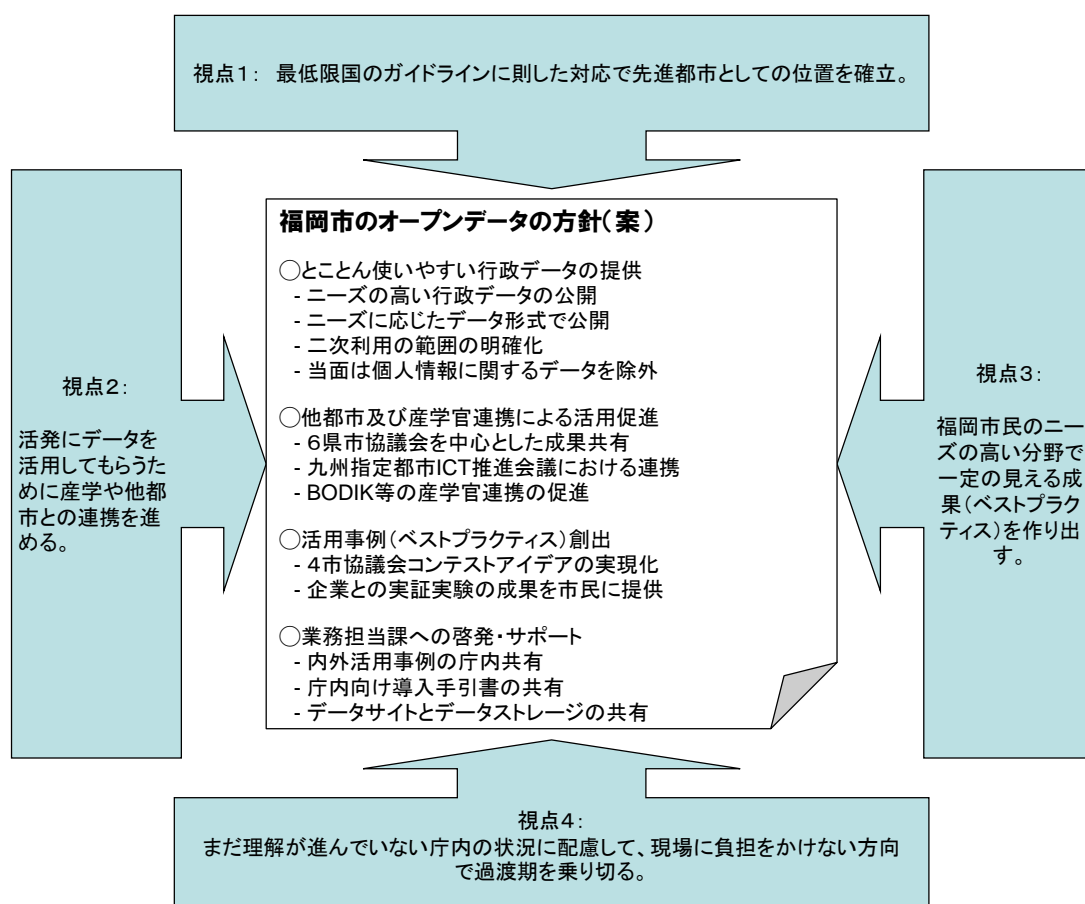 視点1:　最低限国のガイドラインに則した対応で先進都市としての位置を確立。
視点2:
活発にデータを
活用してもらうた
めに産学や他都
市との連携を進
める。
福岡市のオープンデータの方針(案)
○とことん使いやすい行政データの提供
- ニーズの高い行政データの公開
- ニーズに応じたデータ形式で公開
- 二次利用の範囲の明確化
- 当面は個人情報に関するデータを除外
○他都市及び産学官連携による活用促進
- 6県市協議会を中心とした成果共有
- 九州指定都市ICT推進会議における連携
- BODIK等の産学官連携の促進
○活用事例(ベストプラクティス)創出
- 4市協議会コンテストアイデアの実現化
- 企業との実証実験の成果を市民に提供
○業務担当課への啓発・サポート
- 内外活用事例の庁内共有
- 庁内向け導入手引書の共有
- データサイトとデータストレージの共有
視点3:
福岡市民のニー
ズの高い分野で
一定の見える成
果(ベストプラク
ティス)を作り出
す。
視点4:
まだ理解が進んでいない庁内の状況に配慮して、現場に負担をかけない方向
で過渡期を乗り切る。